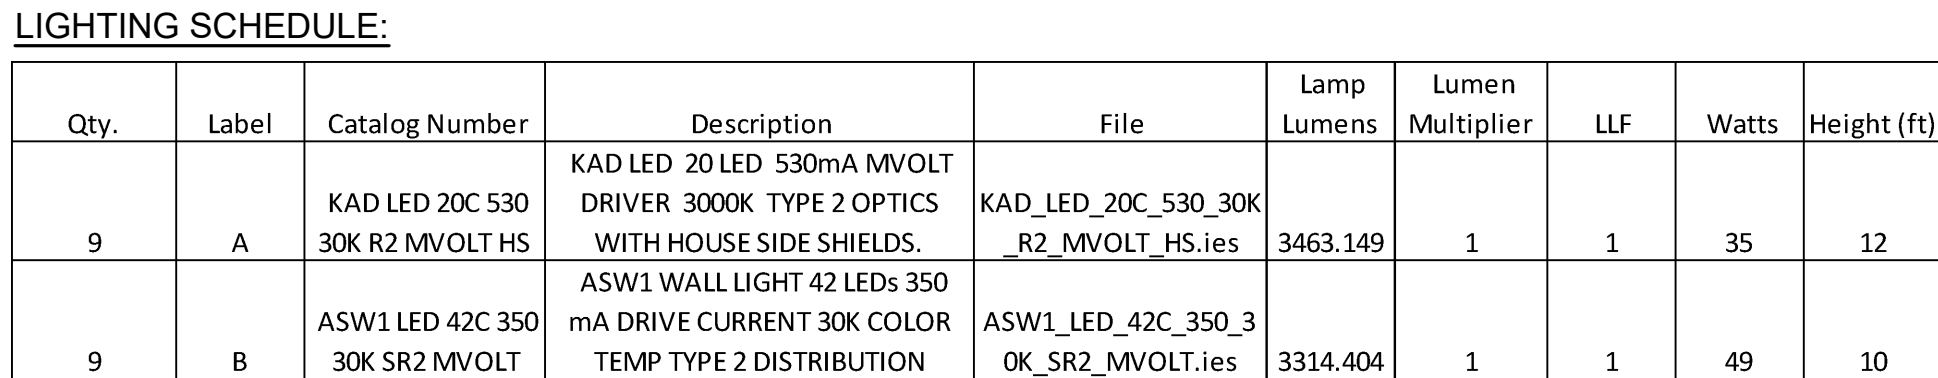 LIGHTING SCHEDULE:
Lamp Lumen
Qty. Label Catalog Number Description File Lumens Multiplier LLF Watts Height (ft)
KAD LED 20 LED 530mA MVOLT
KAD LED 20C 530 DRIVER 3000K TYPE 2 OPTICS KAD_LED_20C_530_30K
9 A 30K R2 MVOLT HS WITH HOUSE SIDE SHIELDS. _R2_MVOLT_HS.ies 3463.149 1 1 35 12
ASW1 WALL LIGHT 42 LEDs 350
ASW1 LED 42C 350 mA DRIVE CURRENT 30K COLOR ASW1_LED_42C_350_3
9 B 30K SR2 MVOLT TEMP TYPE 2 DISTRIBUTION 0K_SR2_MVOLT.ies 3314.404 1 1 49 10